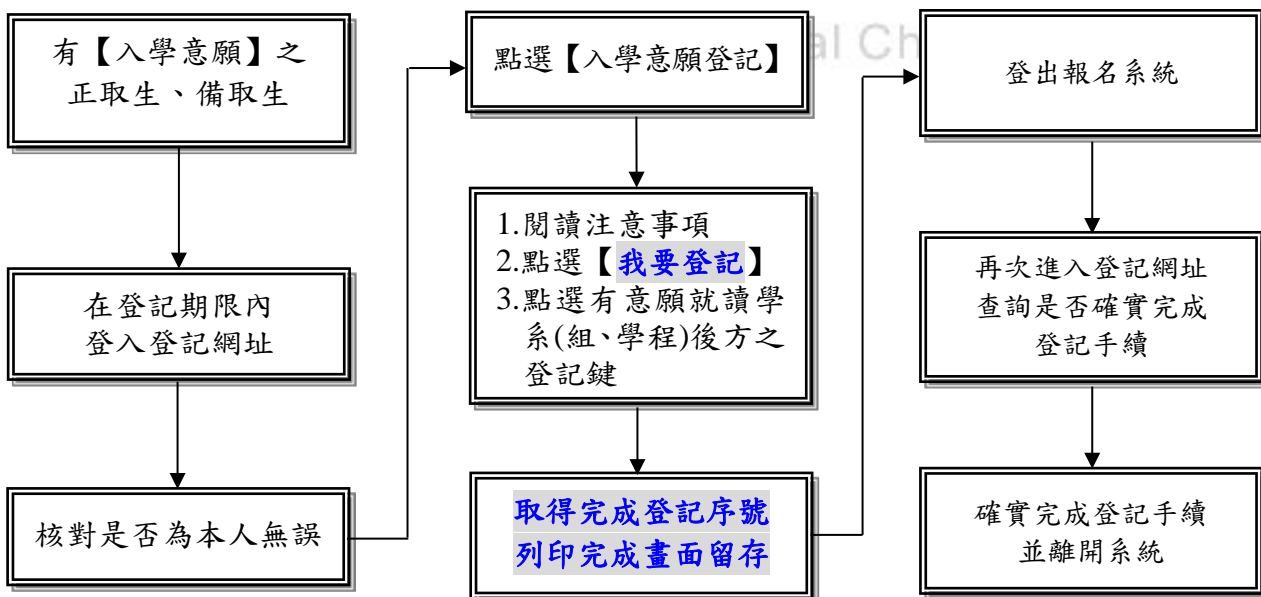 有【入學意願】之
正取生、備取生
在登記期限內
登入登記網址
核對是否為本人無誤
點選【入學意願登記】
1.閱讀注意事項
2.點選【我要登記】
3.點選有意願就讀學
系(組、學程)後方之
登記鍵
取得完成登記序號
列印完成畫面留存
al Ch
登出報名系統
再次進入登記網址
查詢是否確實完成
登記手續
確實完成登記手續
並離開系統